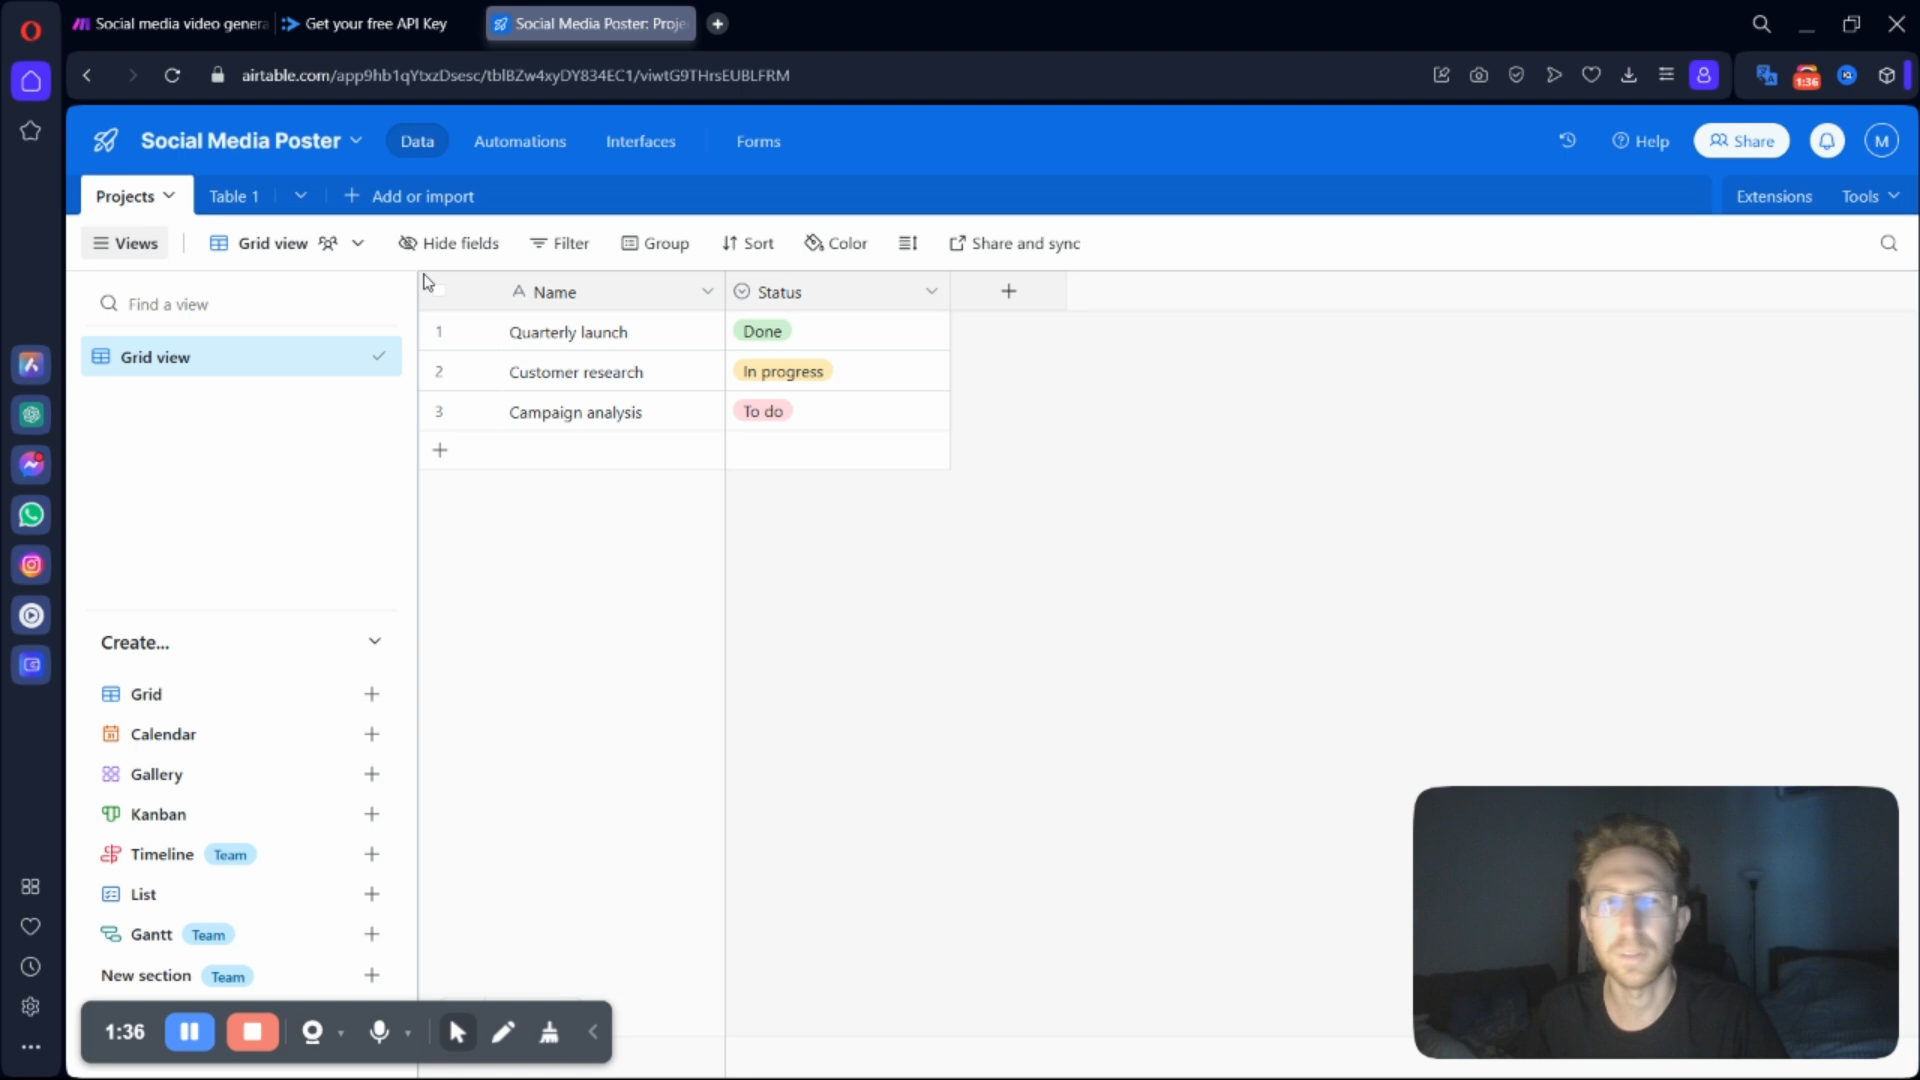 Social media video genera
Get your free API Key
Social Media Poster: Proje
airtable.com/app9hb1qYtxzDsesc/tblBZw4xyDY834EC1/viwtG9THrsEUBLFRM
1:36
Social Media Poster
Data
Automations
Interfaces
Forms
Help
Share
M
Projects
Table 1
Add or import
Extensions
Tools
Views
Grid view
Hide fields
Filter
Group
Sort
Color
Share and sync
Find a view
Grid view
Name
Status
1 Quarterly launch Done
2 Customer research In progress
3 Campaign analysis To do
Create...
Grid
Calendar
Gallery
Kanban
Timeline Team
List
Gantt Team
New section Team
1:36